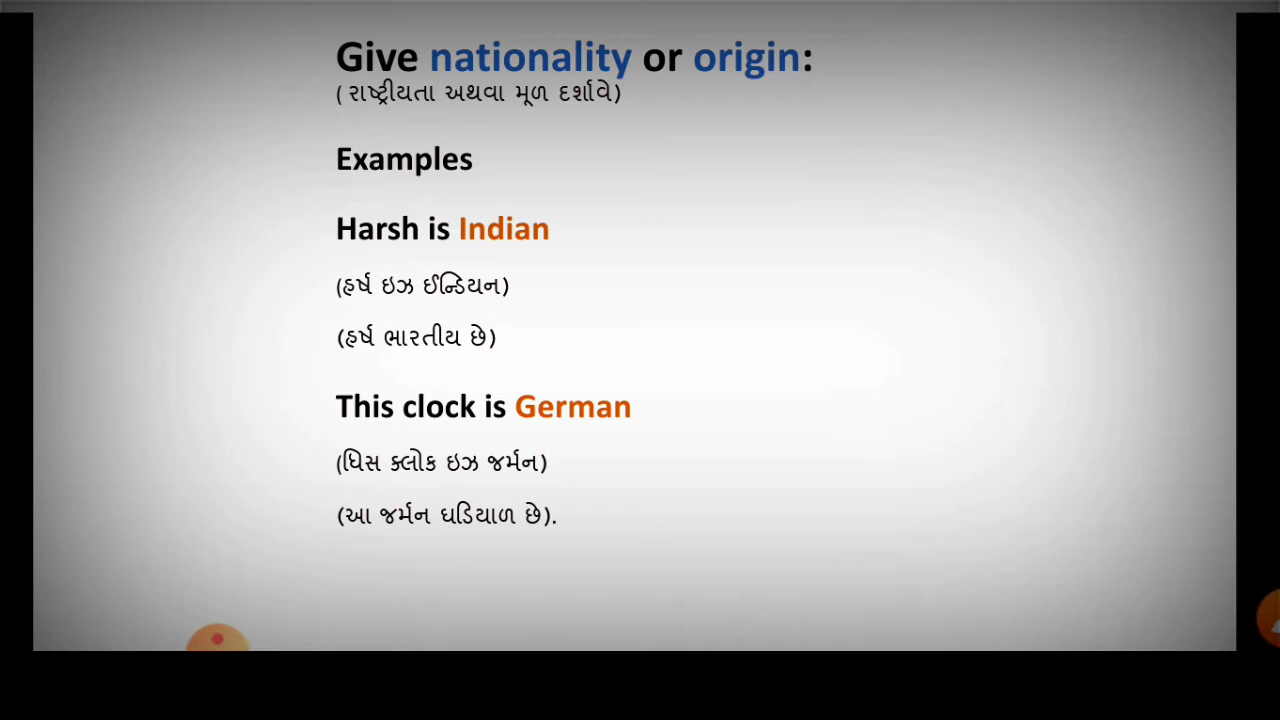 Give nationality or origin:
( રાષ્ટ્રીયતા અથવા મૂળ દર્શાવે)
Examples
Harsh is Indian
(હર્ષ ઇઝ ઈન્ડિયન)
(હર્ષ ભારતીય છે)
This clock is German
(ધિસ ક્લોક ઇઝ જર્મન)
(આ જર્મન ઘડિયાળ છે).